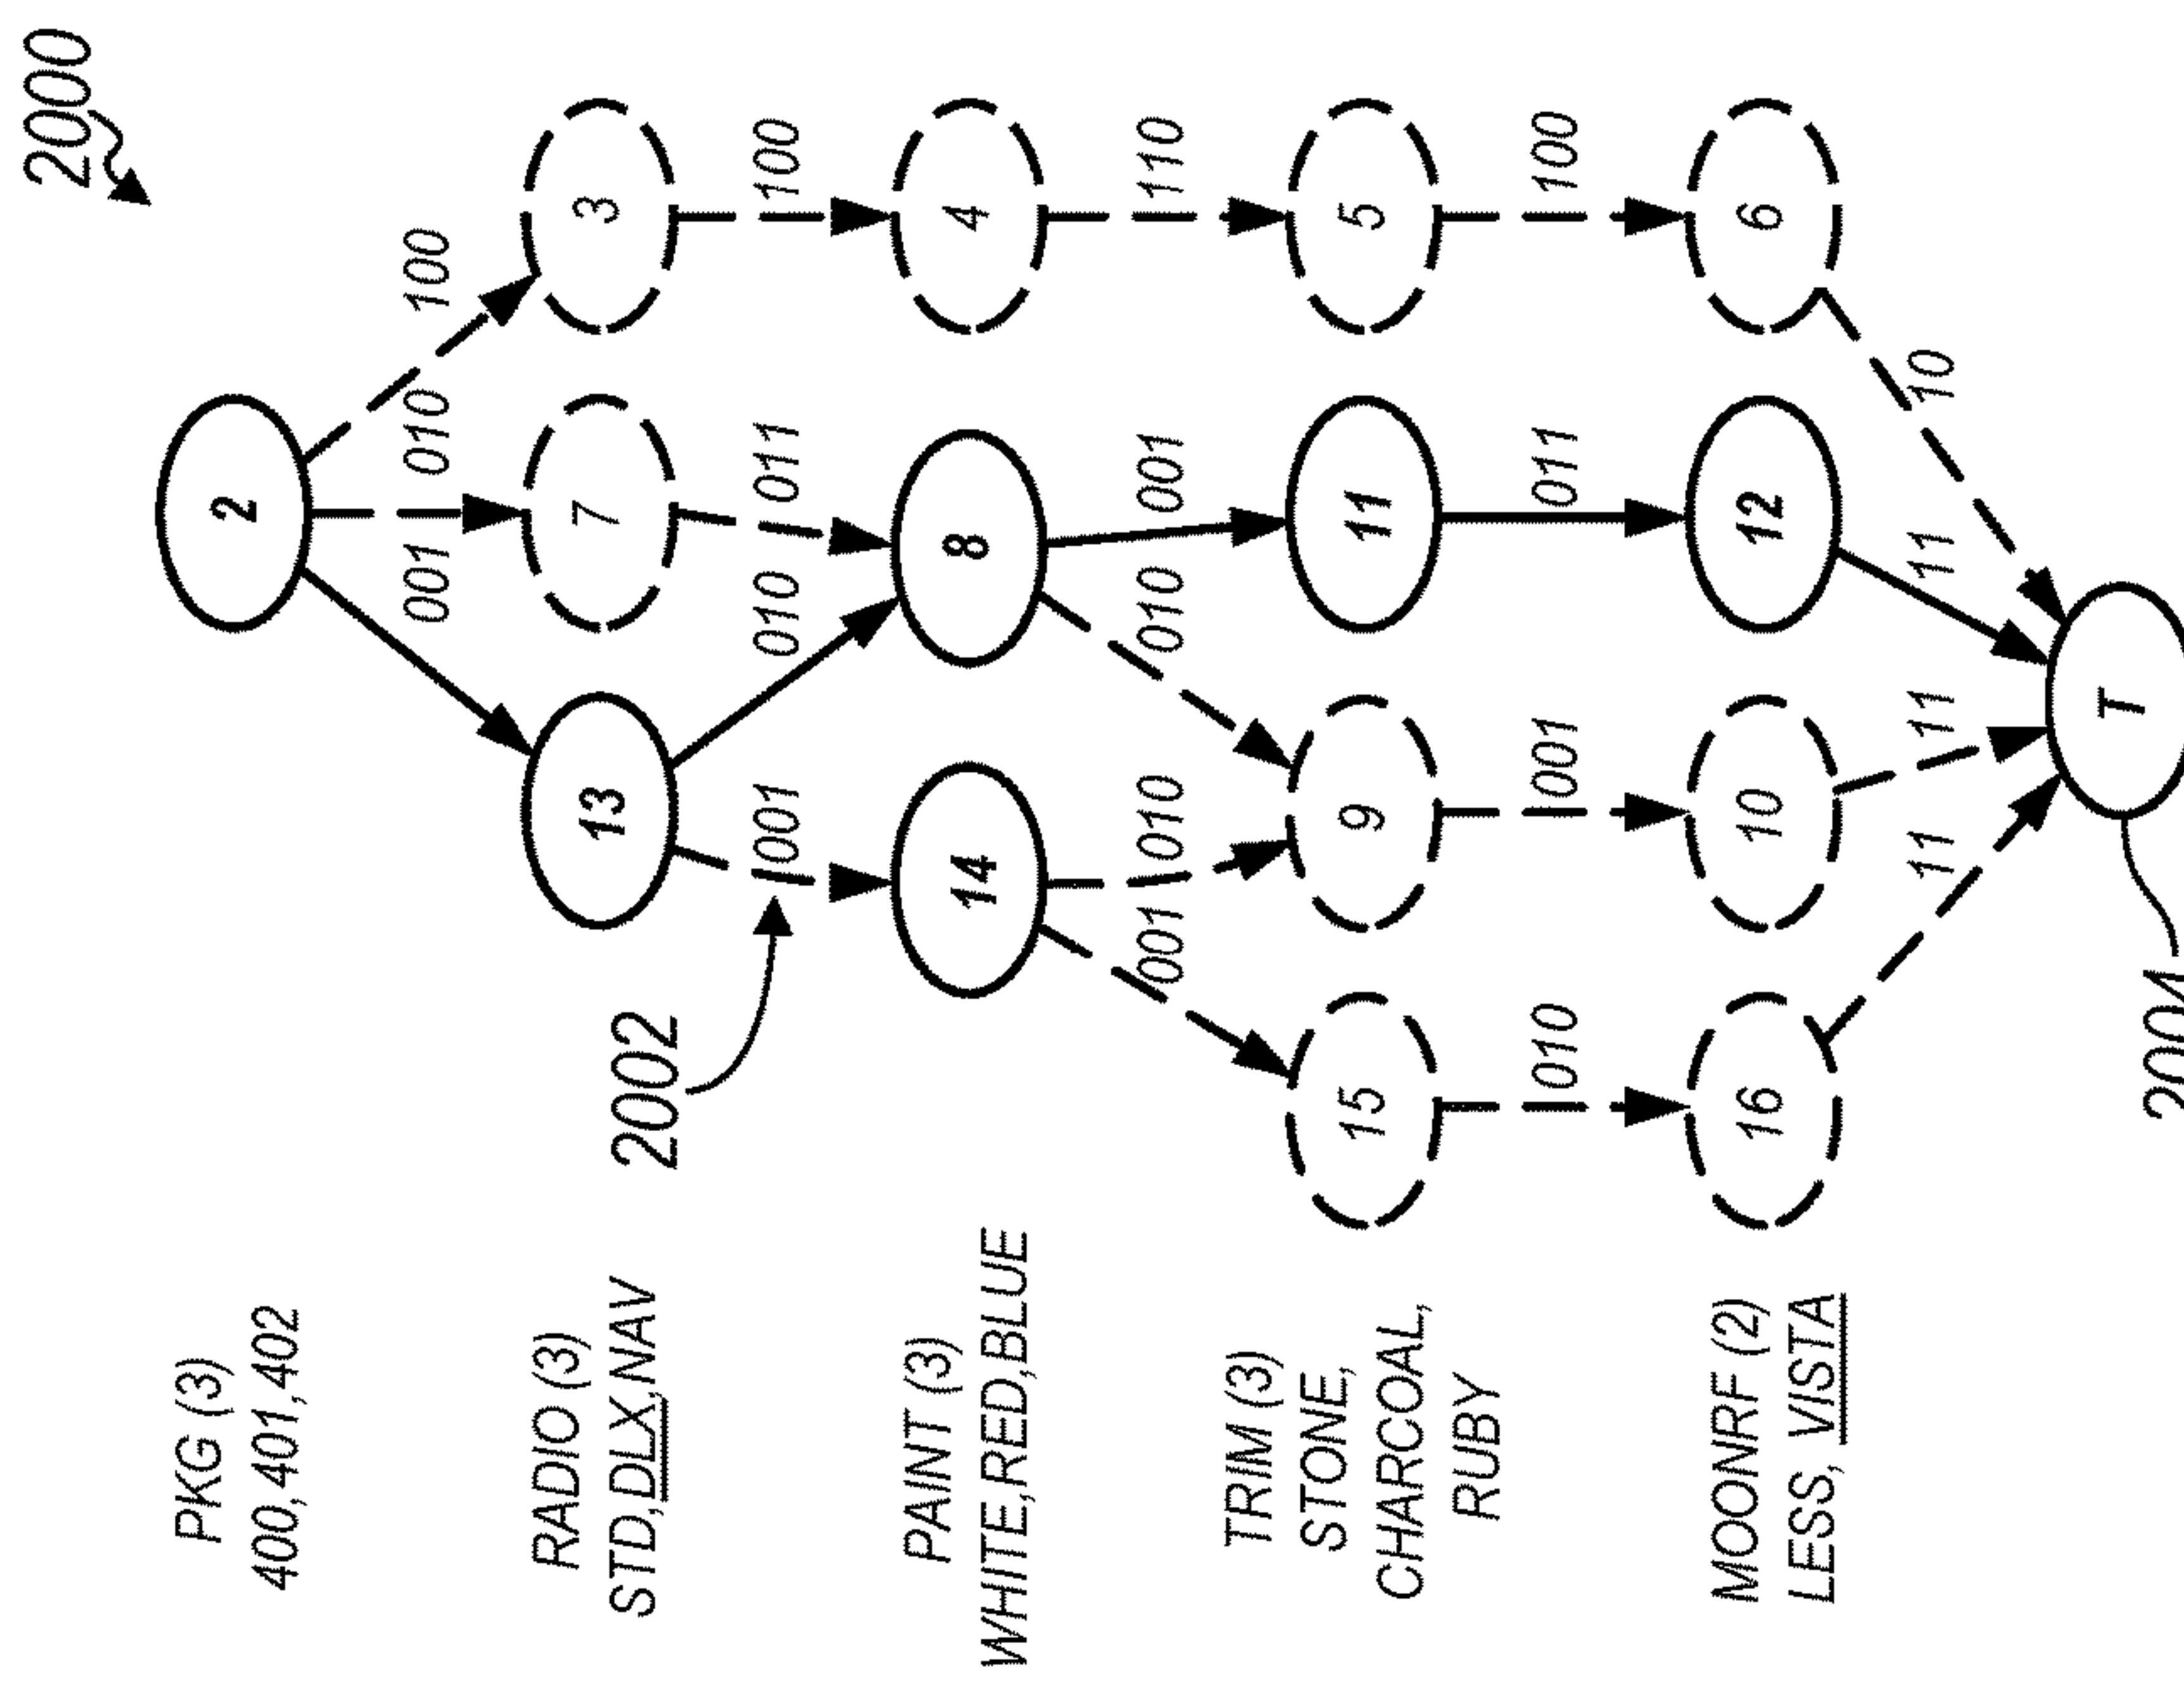 2000
PKG (3)
400,401,402
2
001 010 100
RADIO (3)
STD,DLX,NAV
13 7 3
2002
001 010 011 100
PAINT (3)
WHITE,RED,BLUE
14 8 4
001 010 010 001 110
TRIM (3)
STONE,
CHARCOAL,
RUBY
15 9 11 5
010 001 011 100
MOONRF (2)
LESS, VISTA
16 10 12 6
11 11 11 10
T
2004